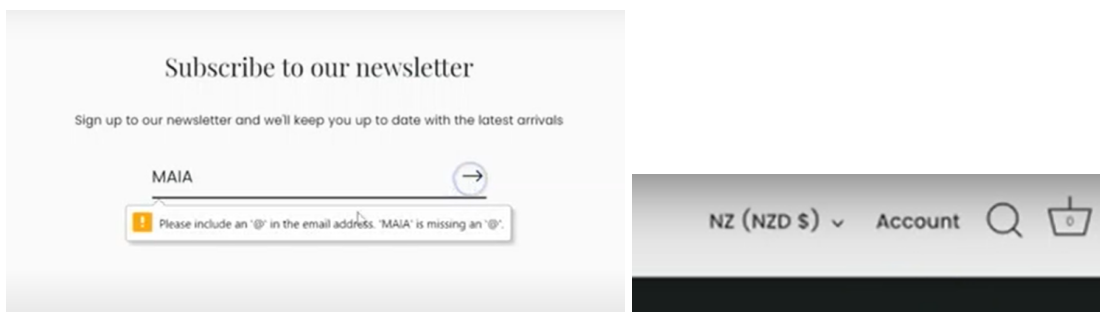 Subscribe to our newsletter
Sign up to our newsletter and we'll keep you up to date with the latest arrivals
MAIA
Please include an '@' in the email address. 'MAIA' is missing an '@'.
NZ (NZD $) Account 0